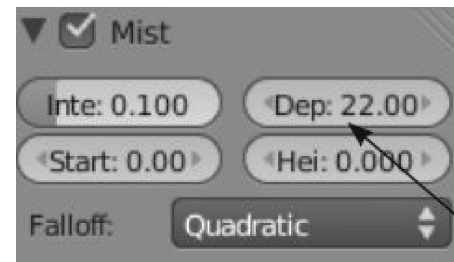 Mist
Inte: 0.100 Dep: 22.00
Start: 0.00 Hei: 0.000
Falloff: Quadratic